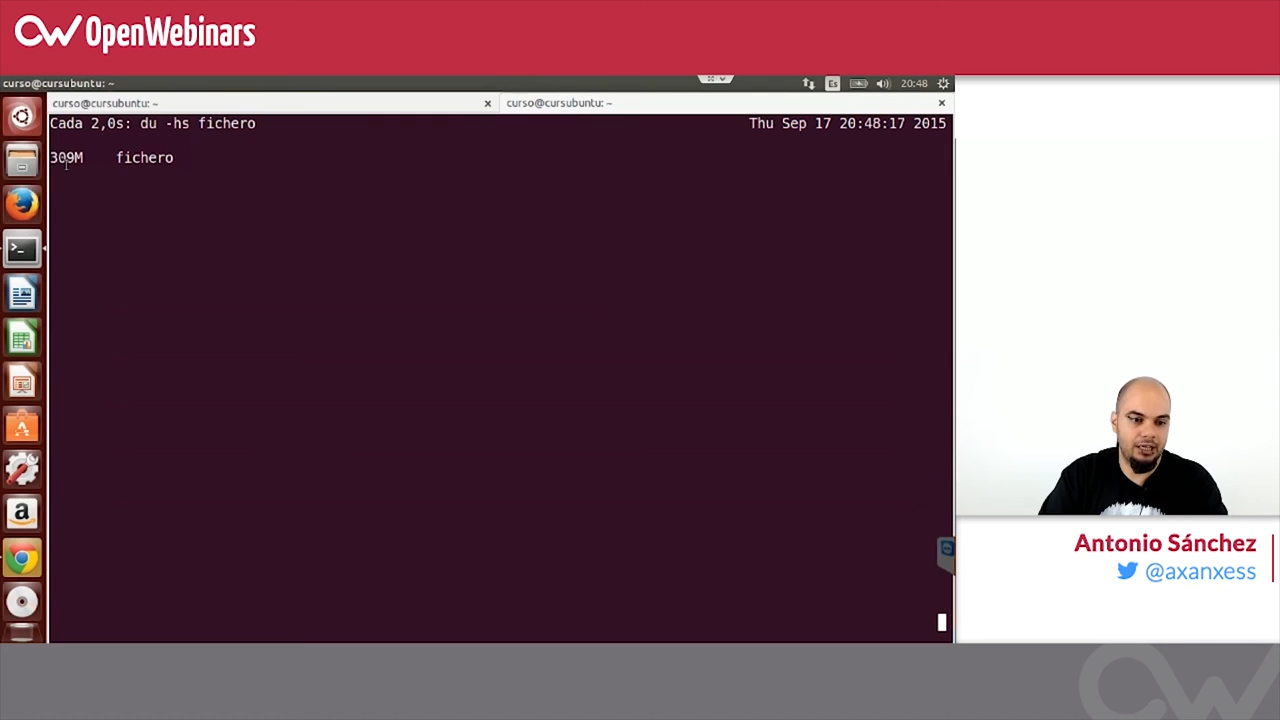 OpenWebinars
curso@cursubuntu: ~
Es
20:48
curso@cursubuntu: ~ ×
curso@cursubuntu: ~ ×
Cada 2,0s: du -hs fichero
Thu Sep 17 20:48:17 2015
309M fichero
Antonio Sánchez
@axanxess